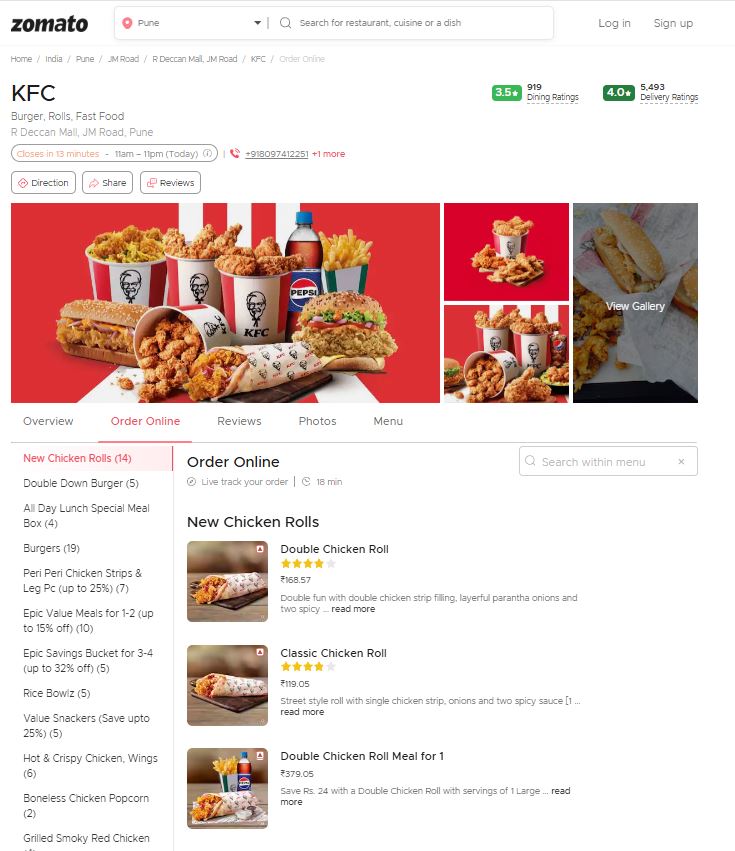 zomato
Pune
Search for restaurant, cuisine or a dish
Log in
Sign up
Home / India / Pune / JM Road / R Deccan Mall, JM Road / KFC / Order Online
KFC
3.5
919
Dining Ratings
4.0
5,493
Delivery Ratings
Burger, Rolls, Fast Food
R Deccan Mall, JM Road, Pune
Closes in 13 minutes - 11am – 11pm (Today)
+918097412251 +1 more
Direction
Share
Reviews
PEPSI
KFC
View Gallery
Overview
Order Online
Reviews
Photos
Menu
New Chicken Rolls (14)
Double Down Burger (5)
All Day Lunch Special Meal
Box (4)
Burgers (19)
Peri Peri Chicken Strips &
Leg Pc (up to 25%) (7)
Epic Value Meals for 1-2 (up
to 15% off) (10)
Epic Savings Bucket for 3-4
(up to 32% off) (5)
Rice Bowlz (5)
Value Snackers (Save upto
25%) (5)
Hot & Crispy Chicken, Wings
(6)
Boneless Chicken Popcorn
(2)
Grilled Smoky Red Chicken
Order Online
Search within menu
Live track your order
18 min
New Chicken Rolls
Double Chicken Roll
₹168.57
Double fun with double chicken strip filling, layerful parantha onions and
two spicy ... read more
Classic Chicken Roll
₹119.05
Street style roll with single chicken strip, onions and two spicy sauce [1 ...
read more
Double Chicken Roll Meal for 1
₹379.05
Save Rs. 24 with a Double Chicken Roll with servings of 1 Large ... read
more